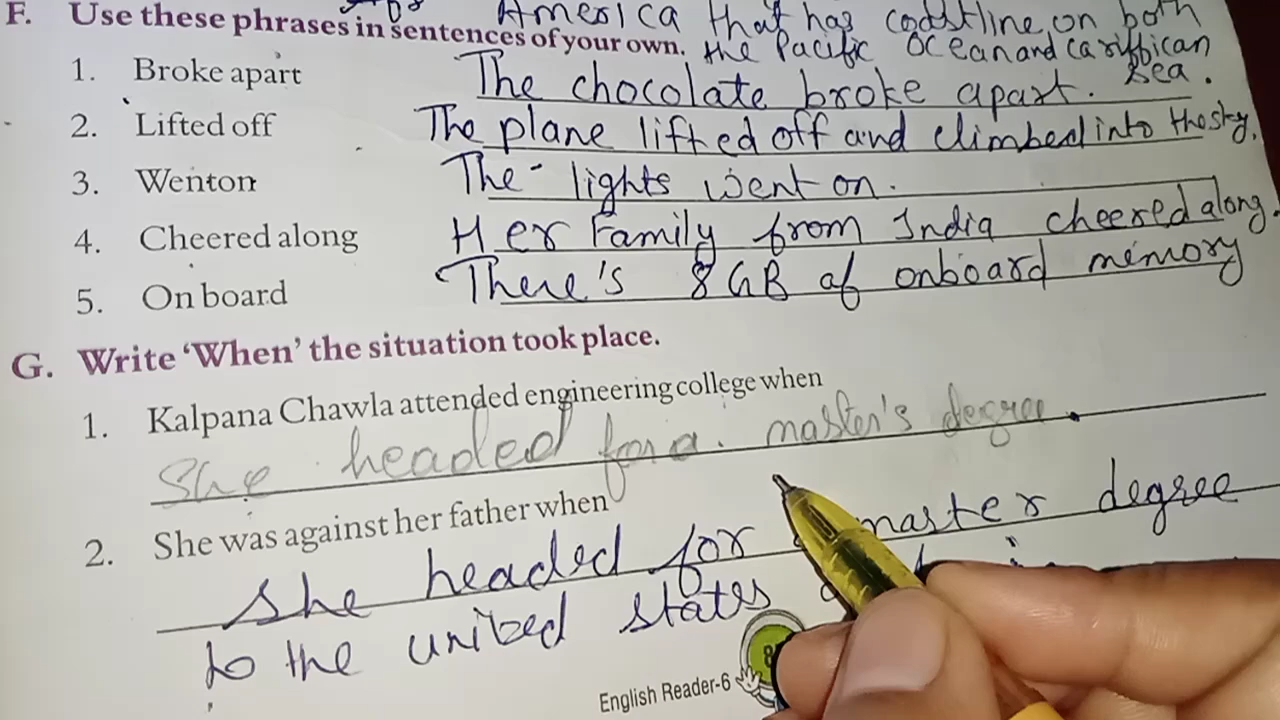 America that has coastline on both
F. Use these phrases in sentences of your own. the Pacific Ocean and cariffican
sea.
1. Broke apart The chocolate broke apart.
2. Lifted off The plane lifted off and climbed into the sky.
3. Wenton The lights went on.
4. Cheered along Her Family from India cheered along.
5. On board There's 8 GB of onboard memory
G. Write ‘When’ the situation took place.
1. Kalpana Chawla attended engineering college when
She headed for a master's degree.
2. She was against her father when
She headed for master degree
to the united states
English Reader-6